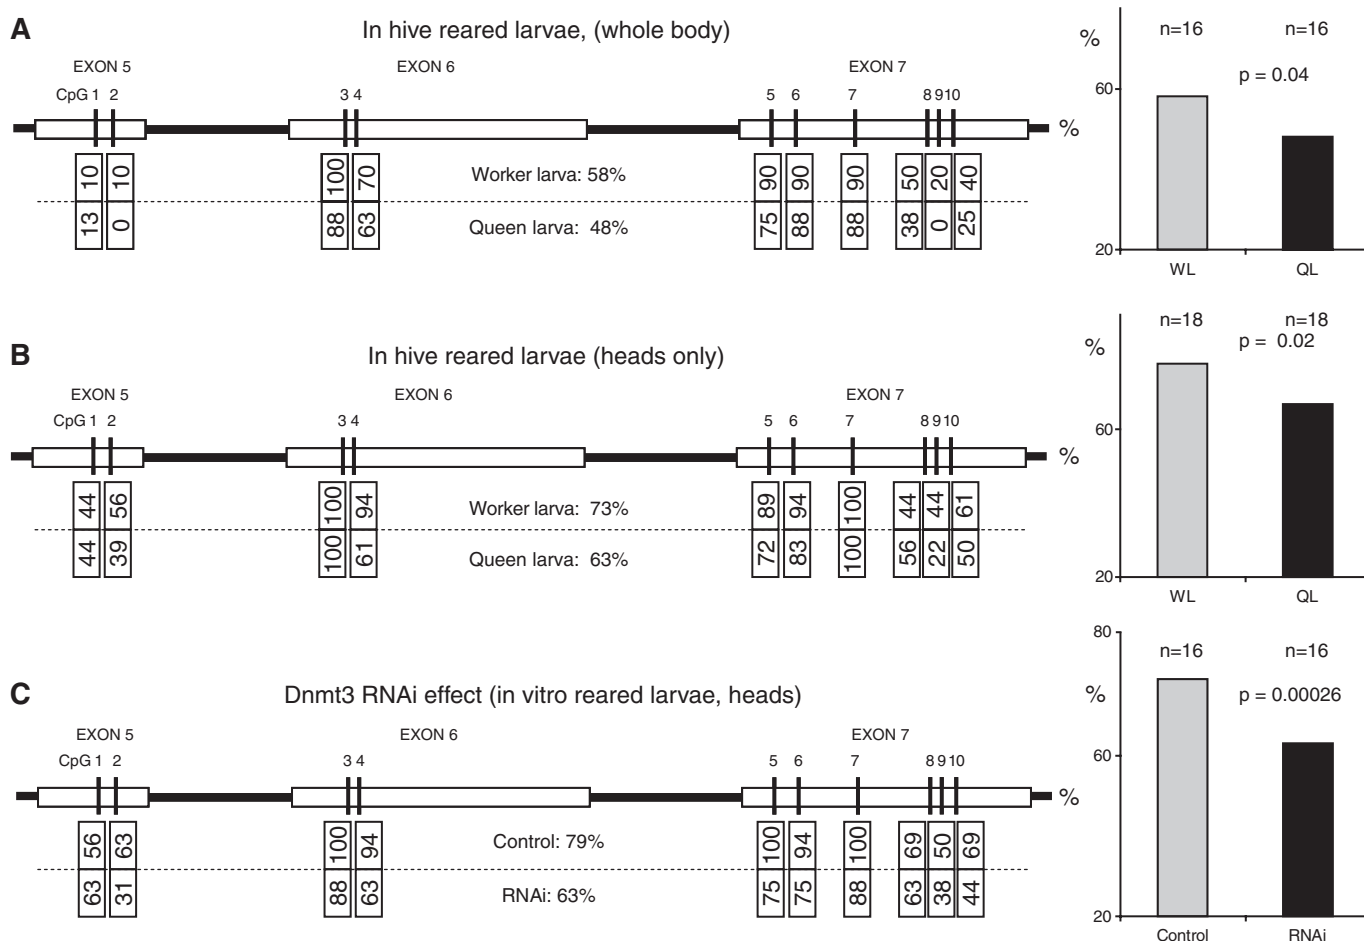 A
In hive reared larvae, (whole body)
EXON 5
EXON 6
EXON 7
CpG 1 2
3 4
5 6 7 8 9 10
%
10 10 100 70 90 90 90 50 20 40
Worker larva: 58%
13 0 88 63 75 88 88 38 0 25
Queen larva: 48%
%
n=16 n=16
p = 0.04
60
20
WL QL
B
In hive reared larvae (heads only)
EXON 5
EXON 6
EXON 7
CpG 1 2
3 4
5 6 7 8 9 10
%
44 56 100 94 89 94 100 44 44 61
Worker larva: 73%
44 39 100 61 72 83 100 56 22 50
Queen larva: 63%
%
n=18 n=18
p = 0.02
60
20
WL QL
C
Dnmt3 RNAi effect (in vitro reared larvae, heads)
EXON 5
EXON 6
EXON 7
CpG 1 2
3 4
5 6 7 8 9 10
%
56 63 100 94 100 94 100 69 50 69
Control: 79%
63 31 88 63 75 75 88 63 38 44
RNAi: 63%
80
n=16 n=16
%
p = 0.00026
60
20
Control RNAi